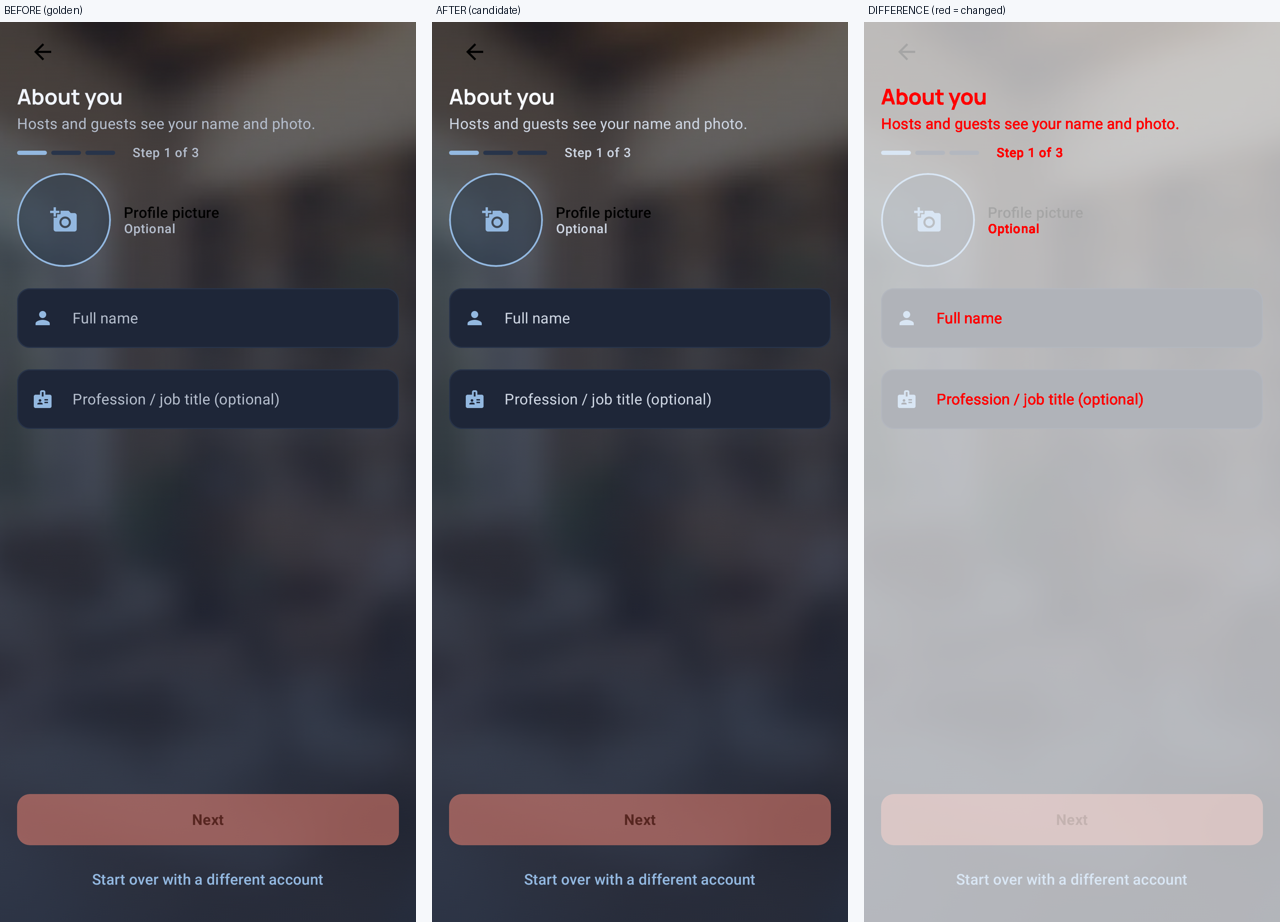 BEFORE (golden)
AFTER (candidate)
DIFFERENCE (red = changed)
About you
Hosts and guests see your name and photo.
Step 1 of 3
Profile picture
Optional
Full name
Profession / job title (optional)
Next
Start over with a different account
About you
Hosts and guests see your name and photo.
Step 1 of 3
Profile picture
Optional
Full name
Profession / job title (optional)
Next
Start over with a different account
About you
Hosts and guests see your name and photo.
Step 1 of 3
Profile picture
Optional
Full name
Profession / job title (optional)
Next
Start over with a different account